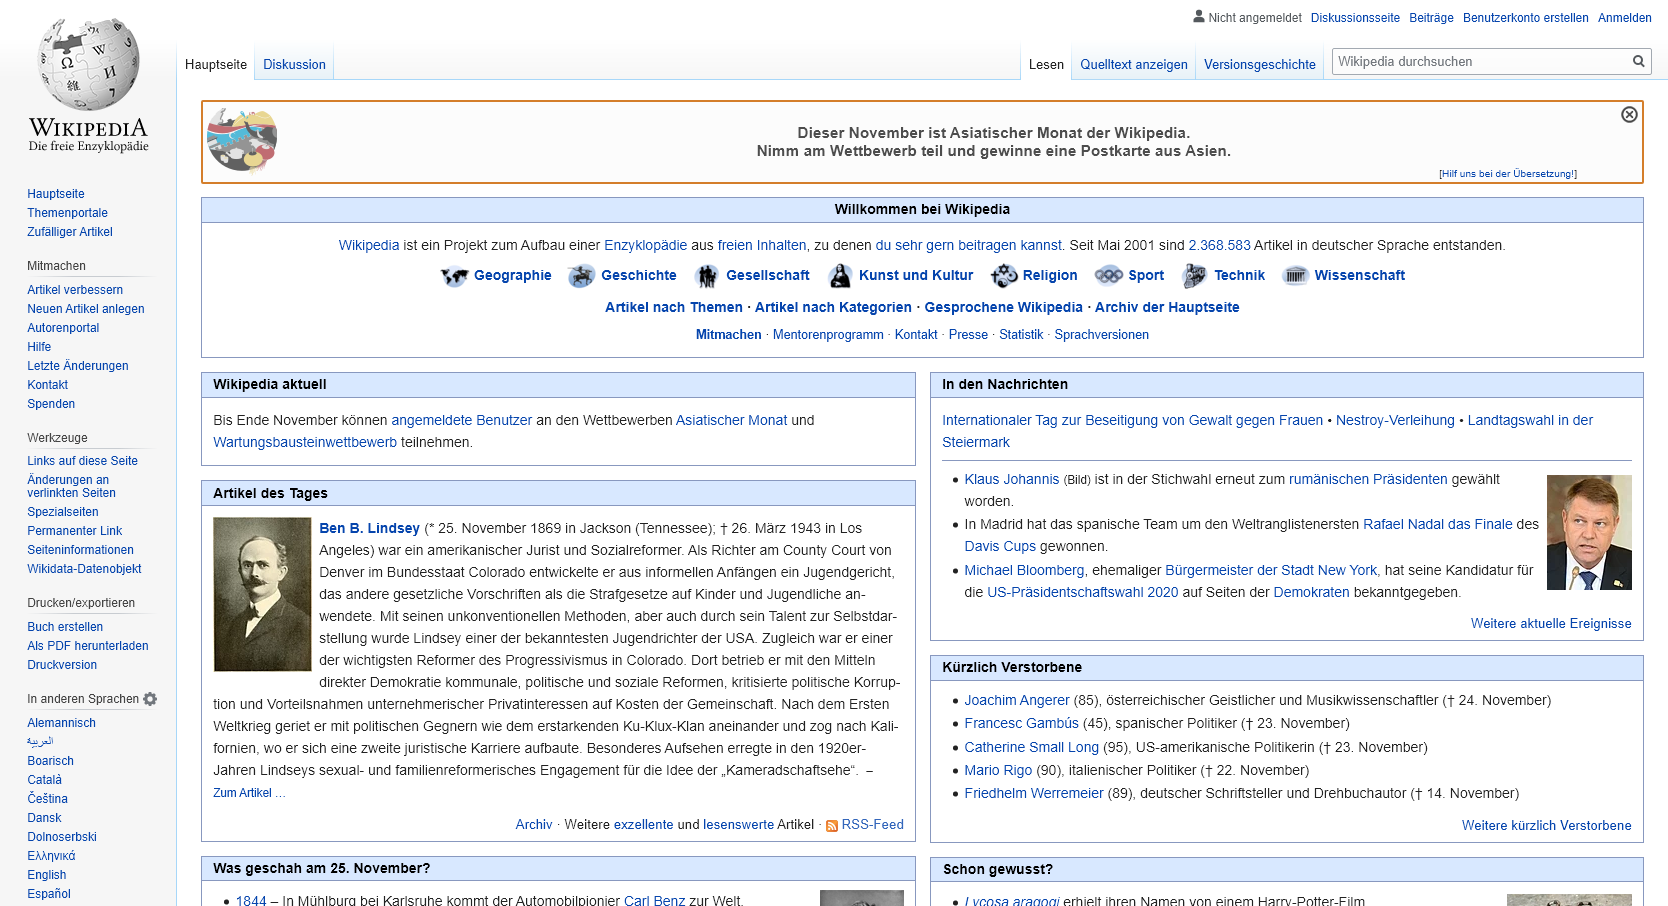 Nicht angemeldet Diskussionsseite Beiträge Benutzerkonto erstellen Anmelden
Hauptseite Diskussion Lesen Quelltext anzeigen Versionsgeschichte Wikipedia durchsuchen
WIKIPEDIA
Die freie Enzyklopädie
Hauptseite
Themenportale
Zufälliger Artikel
Mitmachen
Artikel verbessern
Neuen Artikel anlegen
Autorenportal
Hilfe
Letzte Änderungen
Kontakt
Spenden
Werkzeuge
Links auf diese Seite
Änderungen an
verlinkten Seiten
Spezialseiten
Permanenter Link
Seiteninformationen
Wikidata-Datenobjekt
Drucken/exportieren
Buch erstellen
Als PDF herunterladen
Druckversion
In anderen Sprachen
Alemannisch
العربية
Boarisch
Català
Čeština
Dansk
Dolnoserbski
Ελληνικά
English
Español
Dieser November ist Asiatischer Monat der Wikipedia.
Nimm am Wettbewerb teil und gewinne eine Postkarte aus Asien.
[Hilf uns bei der Übersetzung!]
Willkommen bei Wikipedia
Wikipedia ist ein Projekt zum Aufbau einer Enzyklopädie aus freien Inhalten, zu denen du sehr gern beitragen kannst. Seit Mai 2001 sind 2.368.583 Artikel in deutscher Sprache entstanden.
Geographie Geschichte Gesellschaft Kunst und Kultur Religion Sport Technik Wissenschaft
Artikel nach Themen · Artikel nach Kategorien · Gesprochene Wikipedia · Archiv der Hauptseite
Mitmachen · Mentorenprogramm · Kontakt · Presse · Statistik · Sprachversionen
Wikipedia aktuell
Bis Ende November können angemeldete Benutzer an den Wettbewerben Asiatischer Monat und
Wartungsbausteinwettbewerb teilnehmen.
Artikel des Tages
Ben B. Lindsey (* 25. November 1869 in Jackson (Tennessee); † 26. März 1943 in Los
Angeles) war ein amerikanischer Jurist und Sozialreformer. Als Richter am County Court von
Denver im Bundesstaat Colorado entwickelte er aus informellen Anfängen ein Jugendgericht,
das andere gesetzliche Vorschriften als die Strafgesetze auf Kinder und Jugendliche an-
wendete. Mit seinen unkonventionellen Methoden, aber auch durch sein Talent zur Selbstdar-
stellung wurde Lindsey einer der bekanntesten Jugendrichter der USA. Zugleich war er einer
der wichtigsten Reformer des Progressivismus in Colorado. Dort betrieb er mit den Mitteln
direkter Demokratie kommunale, politische und soziale Reformen, kritisierte politische Korrup-
tion und Vorteilsnahmen unternehmerischer Privatinteressen auf Kosten der Gemeinschaft. Nach dem Ersten
Weltkrieg geriet er mit politischen Gegnern wie dem erstarkenden Ku-Klux-Klan aneinander und zog nach Kali-
fornien, wo er sich eine zweite juristische Karriere aufbaute. Besonderes Aufsehen erregte in den 1920er-
Jahren Lindseys sexual- und familienreformerisches Engagement für die Idee der „Kameradschaftsehe“. –
Zum Artikel …
Archiv · Weitere exzellente und lesenswerte Artikel · RSS-Feed
Was geschah am 25. November?
1844 – In Mühlburg bei Karlsruhe kommt der Automobilpionier Carl Benz zur Welt.
In den Nachrichten
Internationaler Tag zur Beseitigung von Gewalt gegen Frauen • Nestroy-Verleihung • Landtagswahl in der
Steiermark
Klaus Johannis (Bild) ist in der Stichwahl erneut zum rumänischen Präsidenten gewählt
worden.
In Madrid hat das spanische Team um den Weltranglistenersten Rafael Nadal das Finale des
Davis Cups gewonnen.
Michael Bloomberg, ehemaliger Bürgermeister der Stadt New York, hat seine Kandidatur für
die US-Präsidentschaftswahl 2020 auf Seiten der Demokraten bekanntgegeben.
Weitere aktuelle Ereignisse
Kürzlich Verstorbene
Joachim Angerer (85), österreichischer Geistlicher und Musikwissenschaftler († 24. November)
Francesc Gambús (45), spanischer Politiker († 23. November)
Catherine Small Long (95), US-amerikanische Politikerin († 23. November)
Mario Rigo (90), italienischer Politiker († 22. November)
Friedhelm Werremeier (89), deutscher Schriftsteller und Drehbuchautor († 14. November)
Weitere kürzlich Verstorbene
Schon gewusst?
Lycosa aragogi erhielt ihren Namen von einem Harry-Potter-Film.